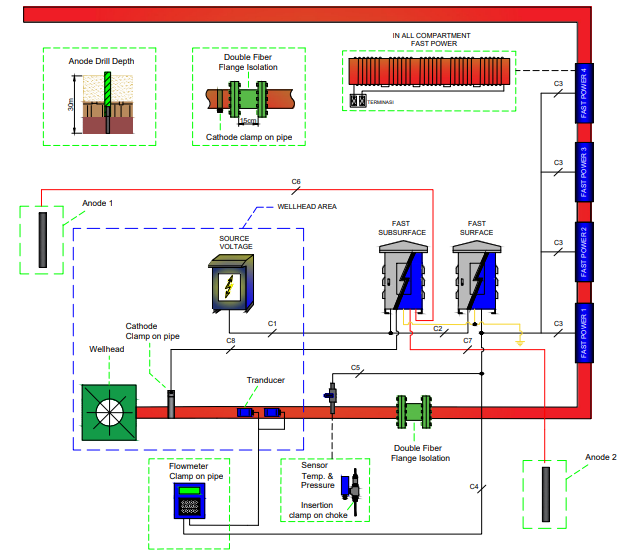 IN ALL COMPARTMENT
FAST POWER
Anode Drill Depth
30m
Double Fiber
Flange Isolation
15cm
Cathode clamp on pipe
TERMINASI
C3
FAST POWER 4
C3
FAST POWER 3
C3
FAST POWER 2
C3
FAST POWER 1
C6
Anode 1
WELLHEAD AREA
SOURCE
VOLTAGE
FAST
SUBSURFACE
FAST
SURFACE
C1
C2
C8
C7
Cathode
Clamp on pipe
Wellhead
Tranducer
C5
Double Fiber
Flange Isolation
Flowmeter
Clamp on pipe
Sensor
Temp. &
Pressure
Insertion
clamp on choke
C4
Anode 2